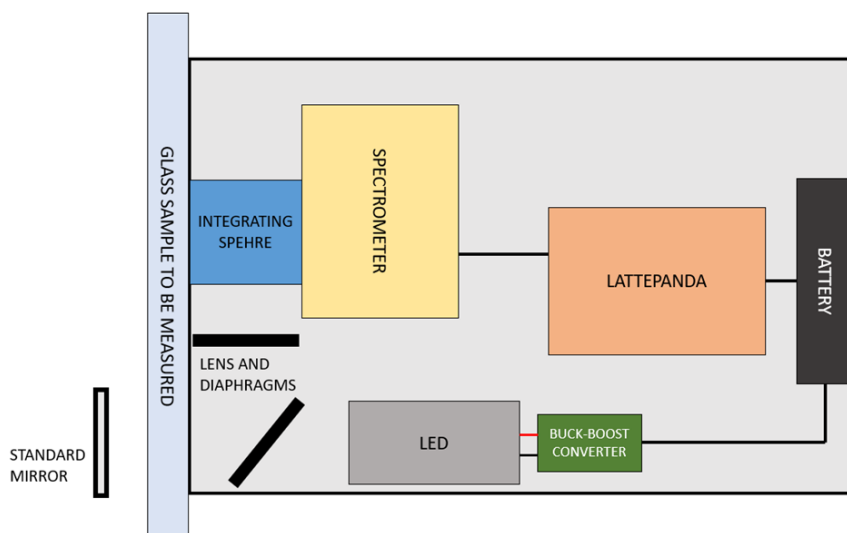 GLASS SAMPLE TO BE MEASURED
INTEGRATING
SPEHRE
SPECTROMETER
LATTEPANDA
BATTERY
LENS AND
DIAPHRAGMS
LED
BUCK-BOOST
CONVERTER
STANDARD
MIRROR